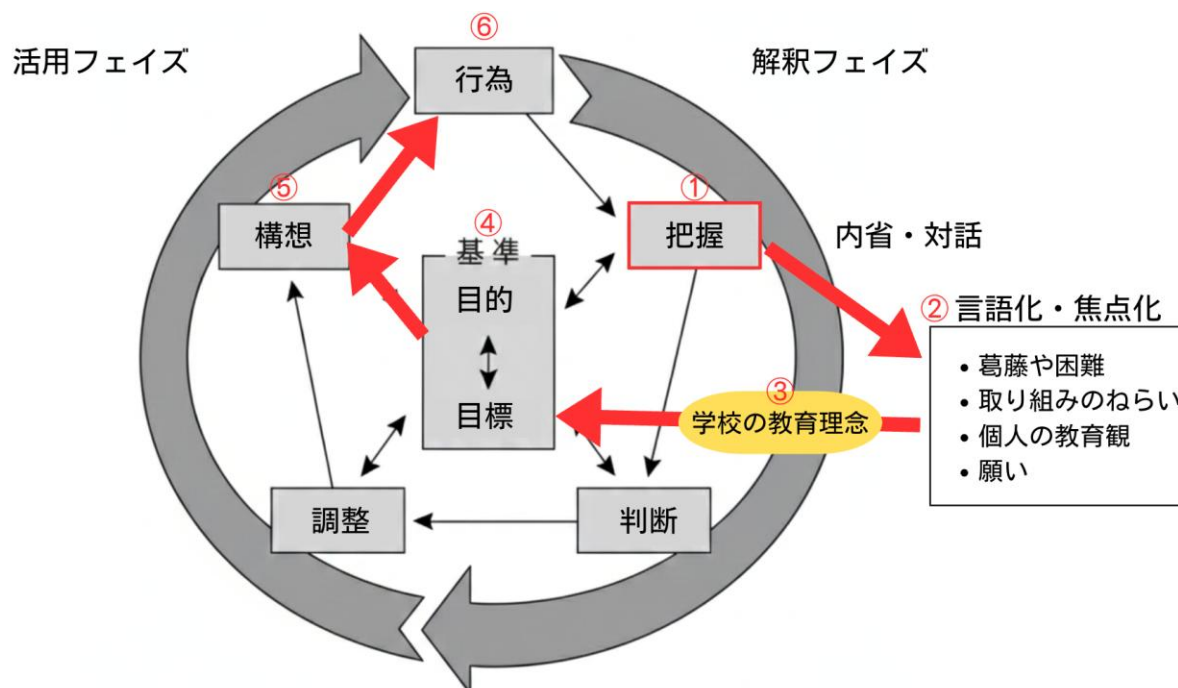 活用フェイズ
解釈フェイズ
⑥
行為
①
把握
内省・対話
② 言語化・焦点化
• 葛藤や困難
• 取り組みのねらい
• 個人の教育観
• 願い
③
学校の教育理念
④
基準
目的
目標
⑤
構想
調整
判断